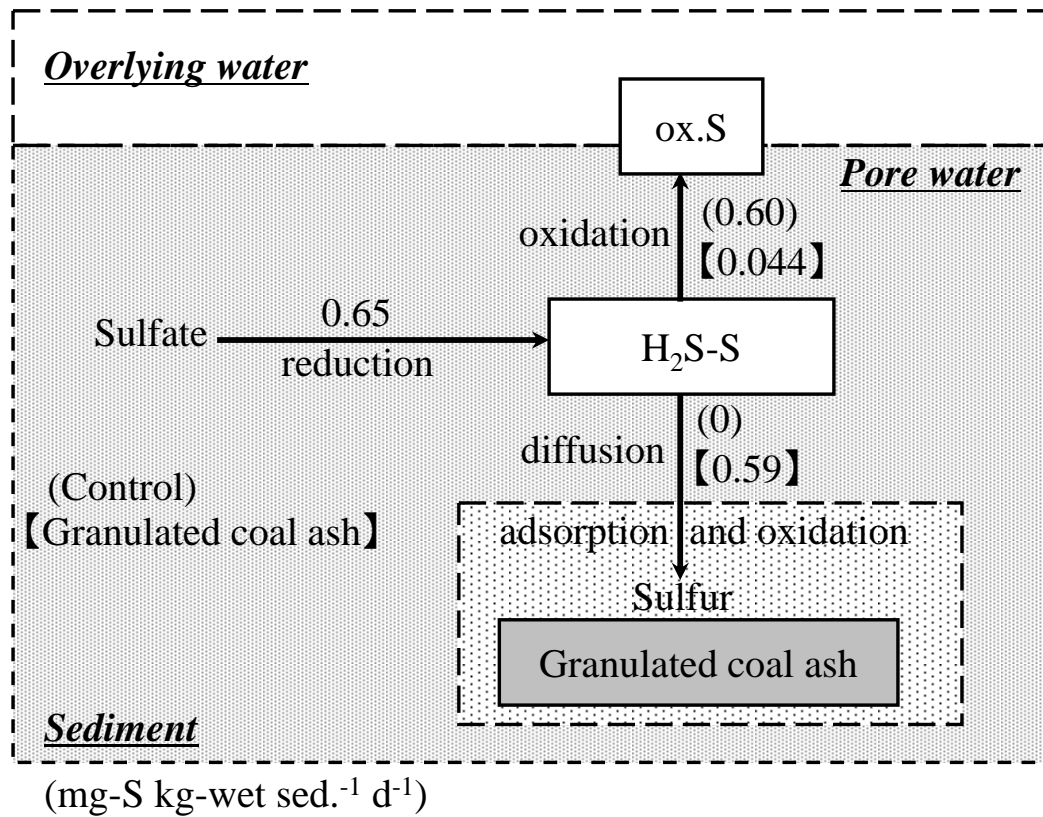 Overlying water
ox.S
Pore water
oxidation
(0.60)
【0.044】
Sulfate
0.65
reduction
H₂S-S
diffusion
(0)
【0.59】
(Control)
【Granulated coal ash】
adsorption and oxidation
Sulfur
Granulated coal ash
Sediment
(mg-S kg-wet sed.⁻¹ d⁻¹)